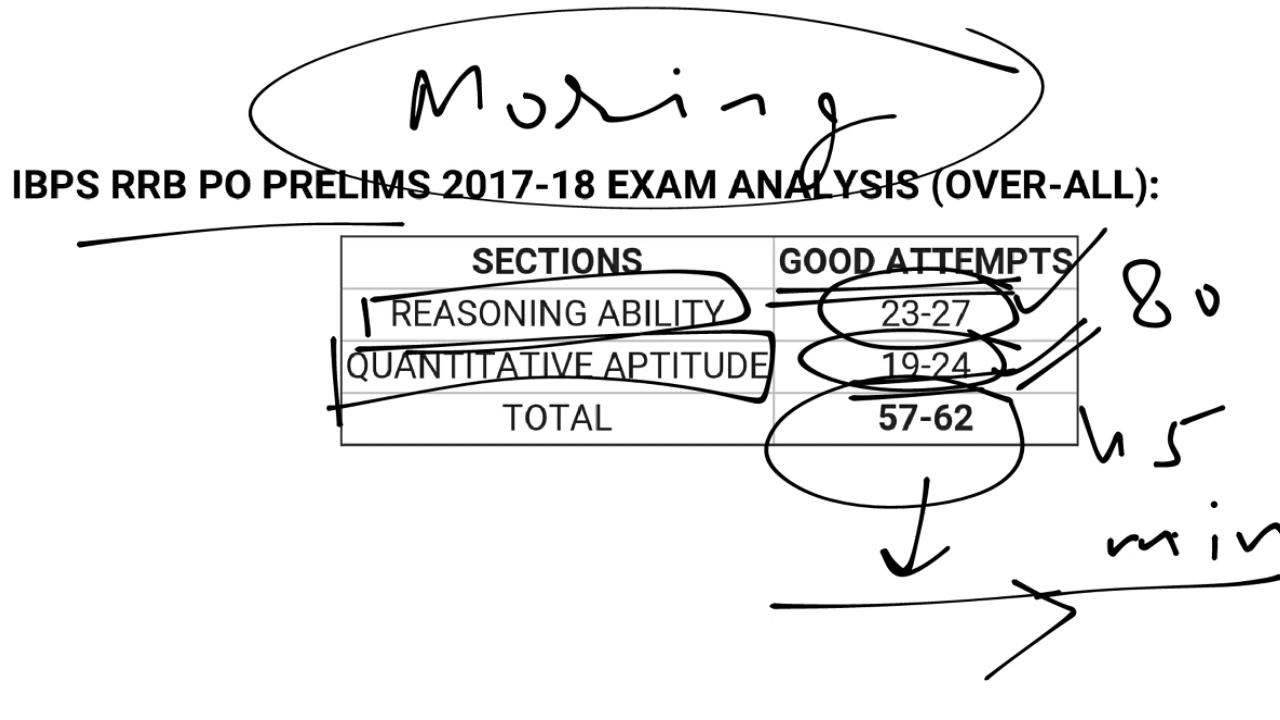 Moring
IBPS RRB PO PRELIMS 2017-18 EXAM ANALYSIS (OVER-ALL):
SECTIONS GOOD ATTEMPTS
REASONING ABILITY 23-27
80
QUANTITATIVE APTITUDE 19-24
TOTAL 57-62
45
min